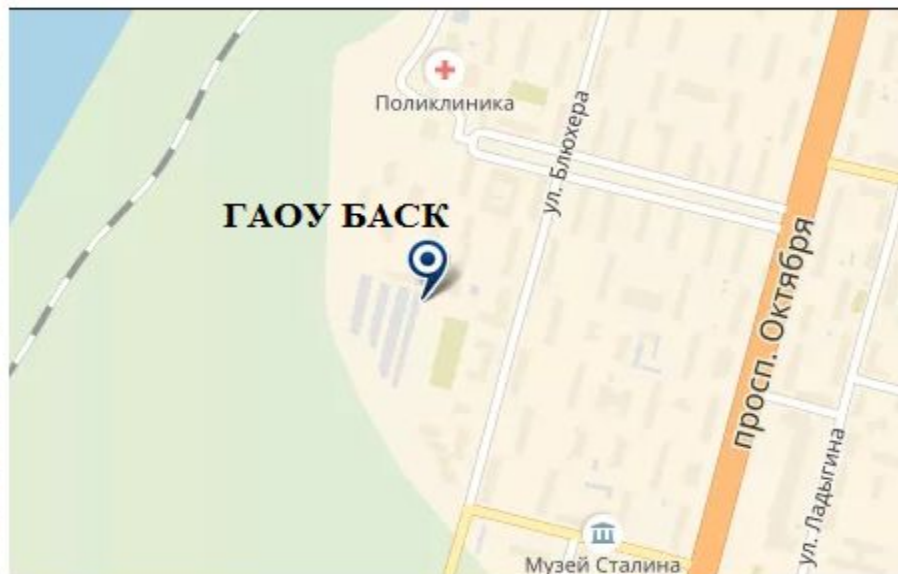 Поликлиника
ул. Блюхера
ГАОУ БАСК
просп. Октября
ул. Ладыгина
Музей Сталина